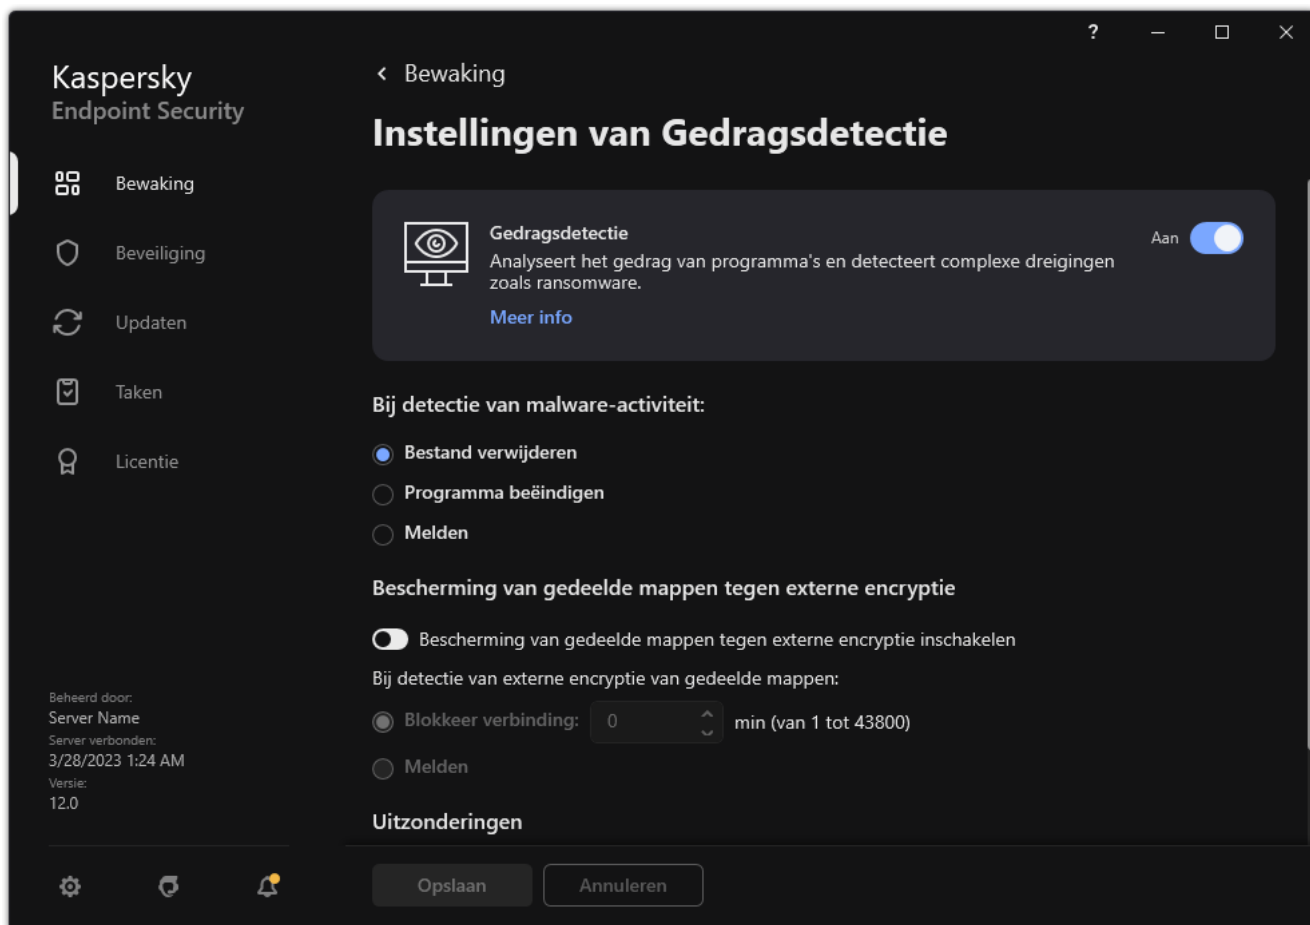 ?
Kaspersky
Endpoint Security
Bewaking
Beveiliging
Updaten
Taken
Licentie
Beheerd door:
Server Name
Server verbonden:
3/28/2023 1:24 AM
Versie:
12.0
Bewaking
Instellingen van Gedragsdetectie
Gedragsdetectie
Aan
Analyseert het gedrag van programma's en detecteert complexe dreigingen
zoals ransomware.
Meer info
Bij detectie van malware-activiteit:
Bestand verwijderen
Programma beëindigen
Melden
Bescherming van gedeelde mappen tegen externe encryptie
Bescherming van gedeelde mappen tegen externe encryptie inschakelen
Bij detectie van externe encryptie van gedeelde mappen:
Blokkeer verbinding: 0 min (van 1 tot 43800)
Melden
Uitzonderingen
Opslaan Annuleren